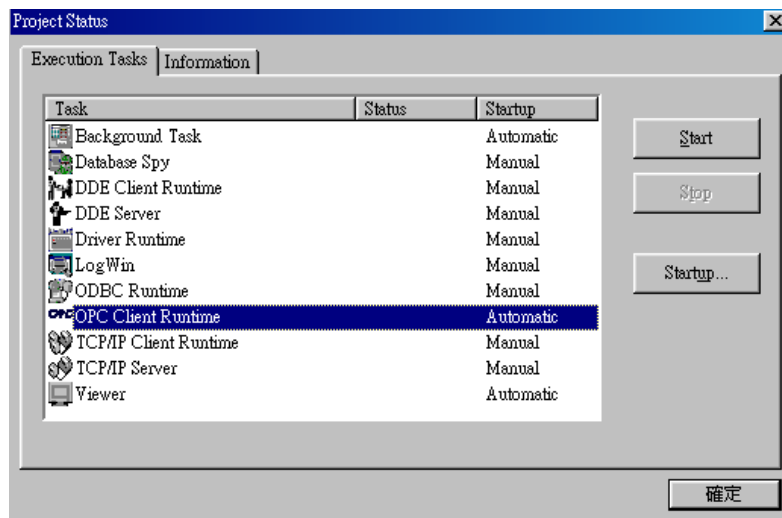 Project Status
Execution Tasks Information
Task Status Startup
Background Task Automatic
Database Spy Manual
DDE Client Runtime Manual
DDE Server Manual
Driver Runtime Manual
LogWin Manual
ODBC Runtime Manual
OPC OPC Client Runtime Automatic
TCP/IP Client Runtime Manual
TCP/IP Server Manual
Viewer Automatic
Start
Stop
Startup...
確定